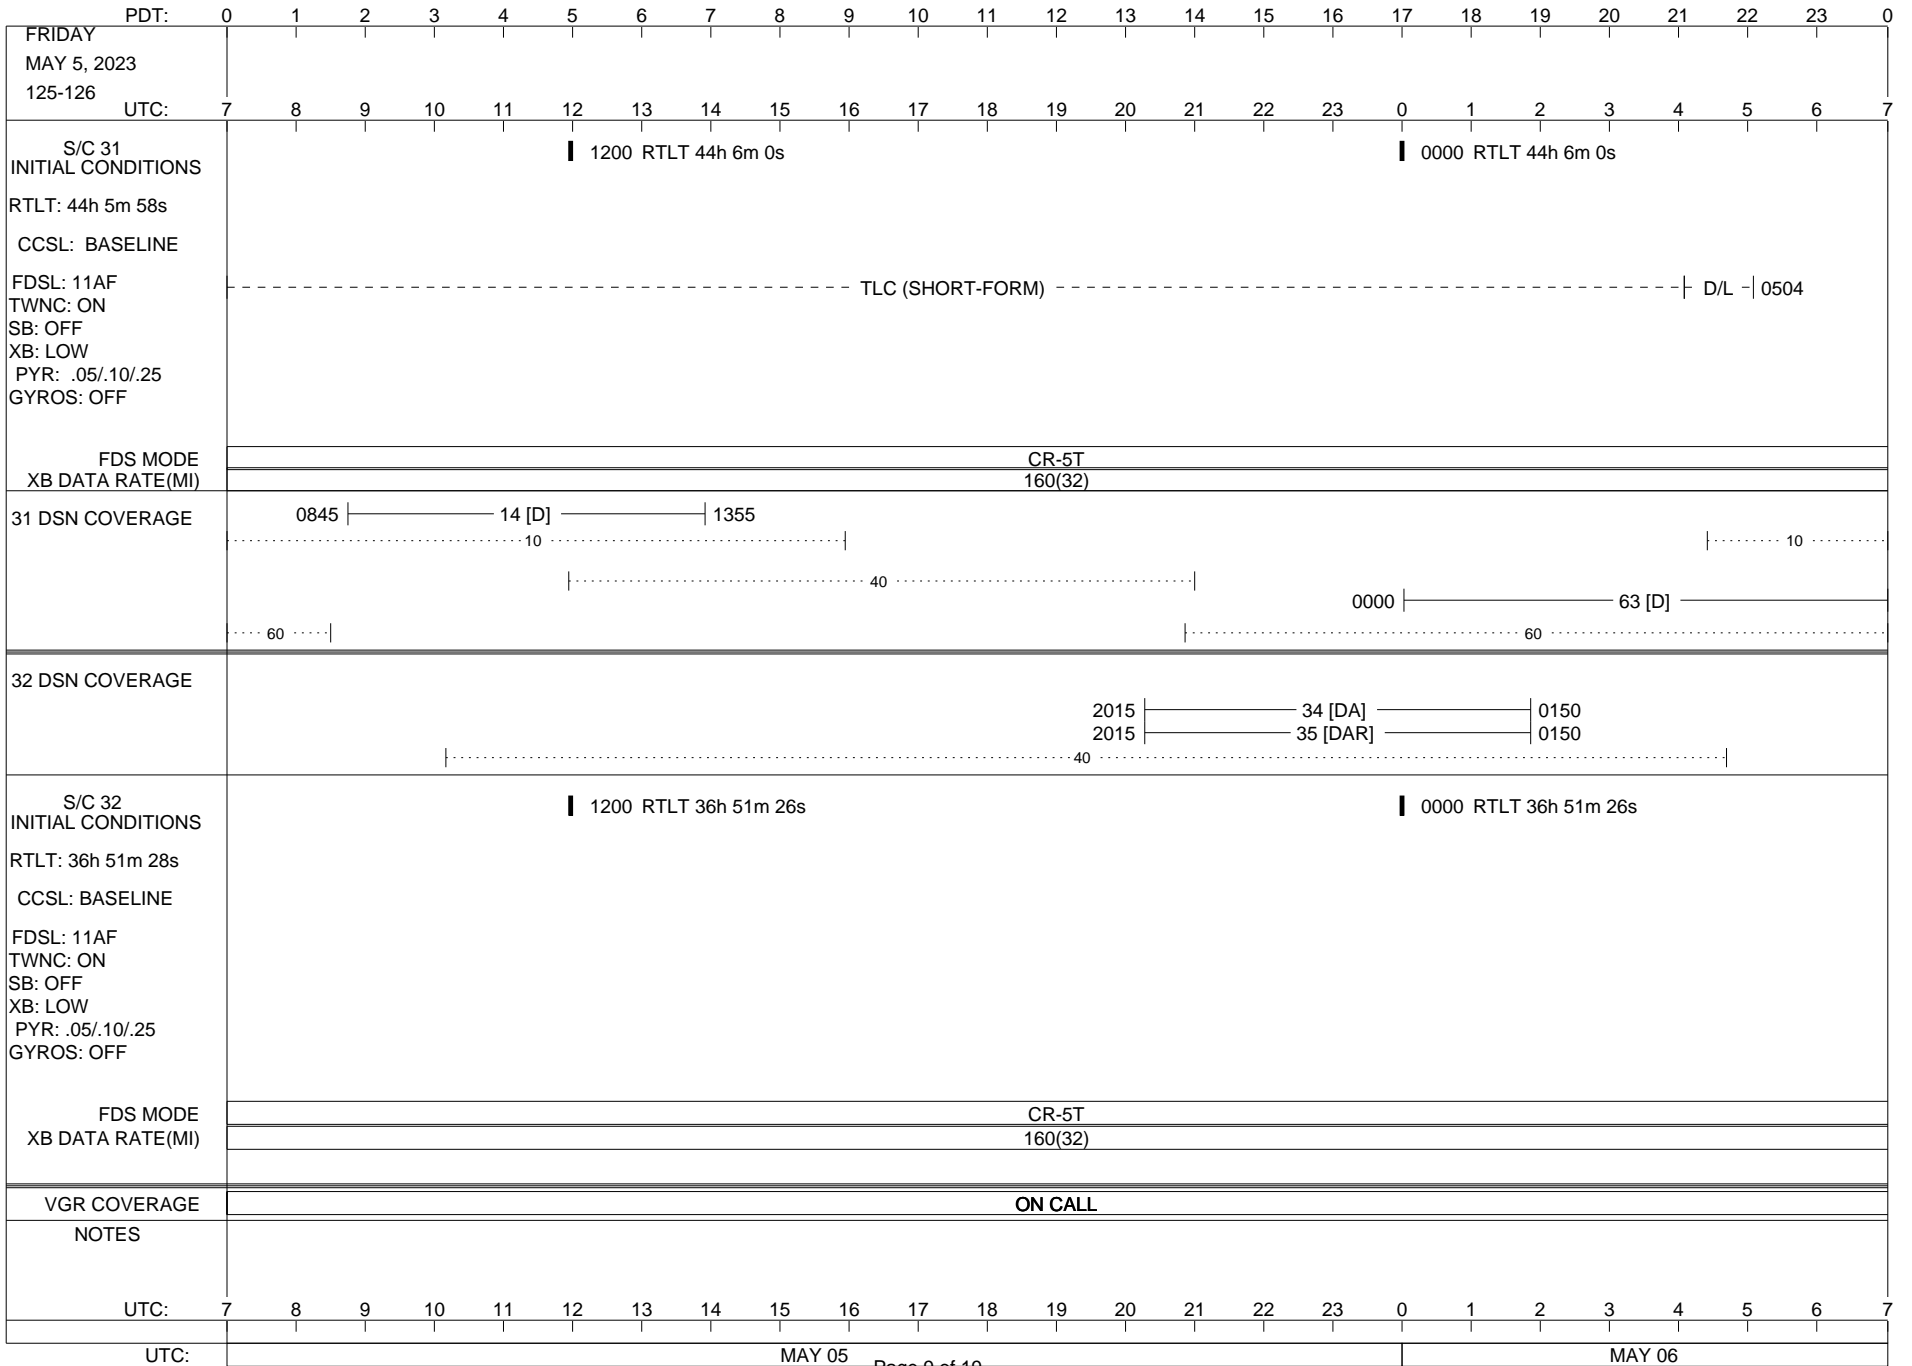 PDT: 0 1 2 3 4 5 6 7 8 9 10 11 12 13 14 15 16 17 18 19 20 21 22 23 0
FRIDAY
MAY 5, 2023
125-126
UTC: 7 8 9 10 11 12 13 14 15 16 17 18 19 20 21 22 23 0 1 2 3 4 5 6 7
S/C 31
INITIAL CONDITIONS
1200 RTLT 44h 6m 0s
0000 RTLT 44h 6m 0s
RTLT: 44h 5m 58s
CCSL: BASELINE
FDSL: 11AF
TLC (SHORT-FORM)
D/L
0504
TWNC: ON
SB: OFF
XB: LOW
PYR: .05/.10/.25
GYROS: OFF
FDS MODE
CR-5T
XB DATA RATE(MI)
160(32)
31 DSN COVERAGE
0845 14 [D] 1355
10
10
40
0000 63 [D]
60
60
32 DSN COVERAGE
2015 34 [DA] 0150
2015 35 [DAR] 0150
40
S/C 32
INITIAL CONDITIONS
1200 RTLT 36h 51m 26s
0000 RTLT 36h 51m 26s
RTLT: 36h 51m 28s
CCSL: BASELINE
FDSL: 11AF
TWNC: ON
SB: OFF
XB: LOW
PYR: .05/.10/.25
GYROS: OFF
FDS MODE
CR-5T
XB DATA RATE(MI)
160(32)
VGR COVERAGE
ON CALL
NOTES
UTC: 7 8 9 10 11 12 13 14 15 16 17 18 19 20 21 22 23 0 1 2 3 4 5 6 7
UTC: MAY 05 MAY 06